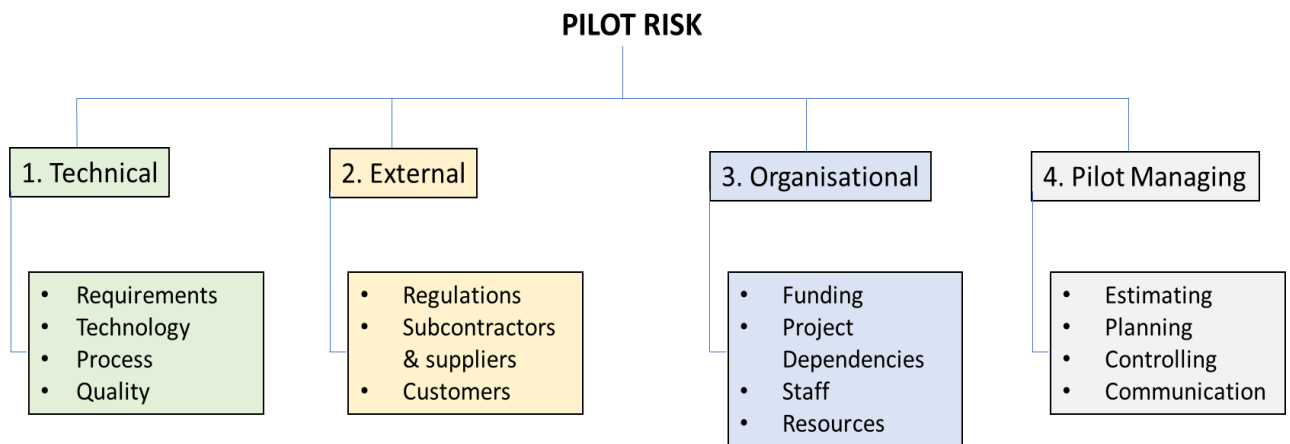 PILOT RISK
1. Technical
2. External
3. Organisational
4. Pilot Managing
• Requirements
• Technology
• Process
• Quality
• Regulations
• Subcontractors
& suppliers
• Customers
• Funding
• Project
Dependencies
• Staff
• Resources
• Estimating
• Planning
• Controlling
• Communication